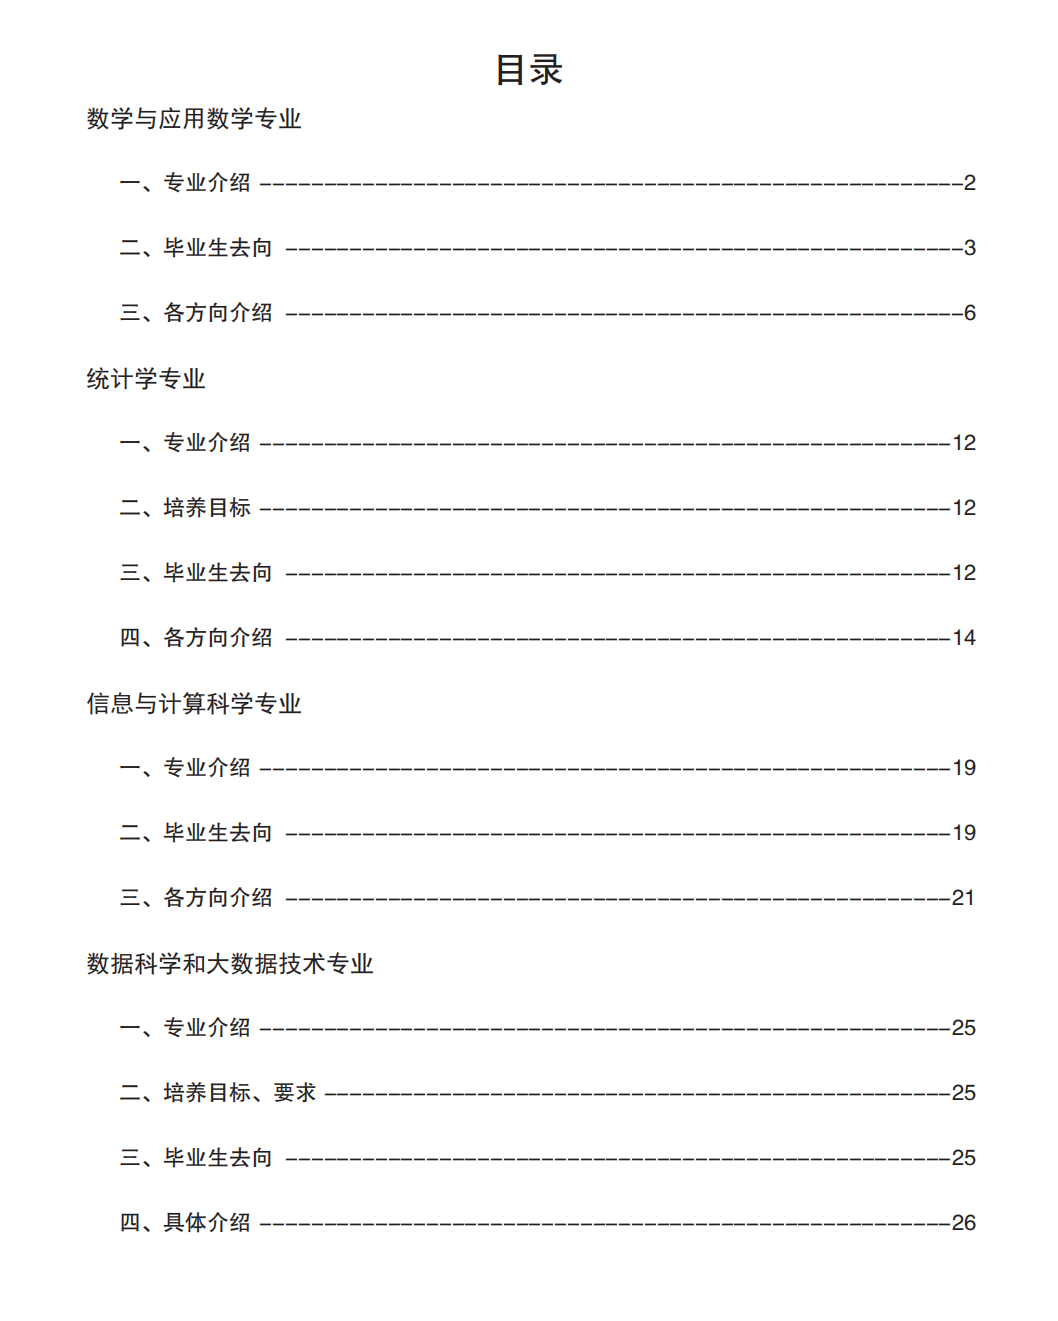 目录
数学与应用数学专业
一、专业介绍 -------------------------------------------------------2
二、毕业生去向 -----------------------------------------------------3
三、各方向介绍 -----------------------------------------------------6
统计学专业
一、专业介绍 ------------------------------------------------------12
二、培养目标 ------------------------------------------------------12
三、毕业生去向 ----------------------------------------------------12
四、各方向介绍 ----------------------------------------------------14
信息与计算科学专业
一、专业介绍 ------------------------------------------------------19
二、毕业生去向 ----------------------------------------------------19
三、各方向介绍 ----------------------------------------------------21
数据科学和大数据技术专业
一、专业介绍 ------------------------------------------------------25
二、培养目标、要求 -------------------------------------------------25
三、毕业生去向 ----------------------------------------------------25
四、具体介绍 ------------------------------------------------------26